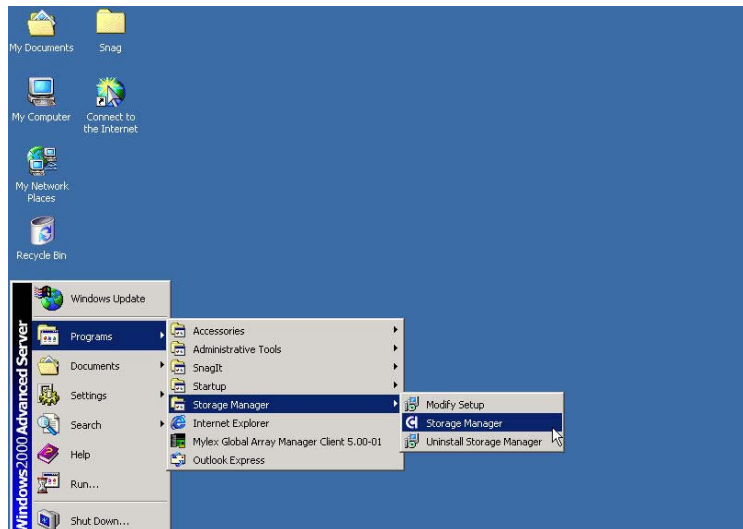 My Documents
Snag
My Computer
Connect to
the Internet
My Network
Places
Recycle Bin
Windows2000 Advanced Server
Windows Update
Programs
Documents
Settings
Search
Help
Run...
Shut Down...
Accessories
Administrative Tools
SnagIt
Startup
Storage Manager
Internet Explorer
Mylex Global Array Manager Client 5.00-01
Outlook Express
Modify Setup
Storage Manager
Uninstall Storage Manager